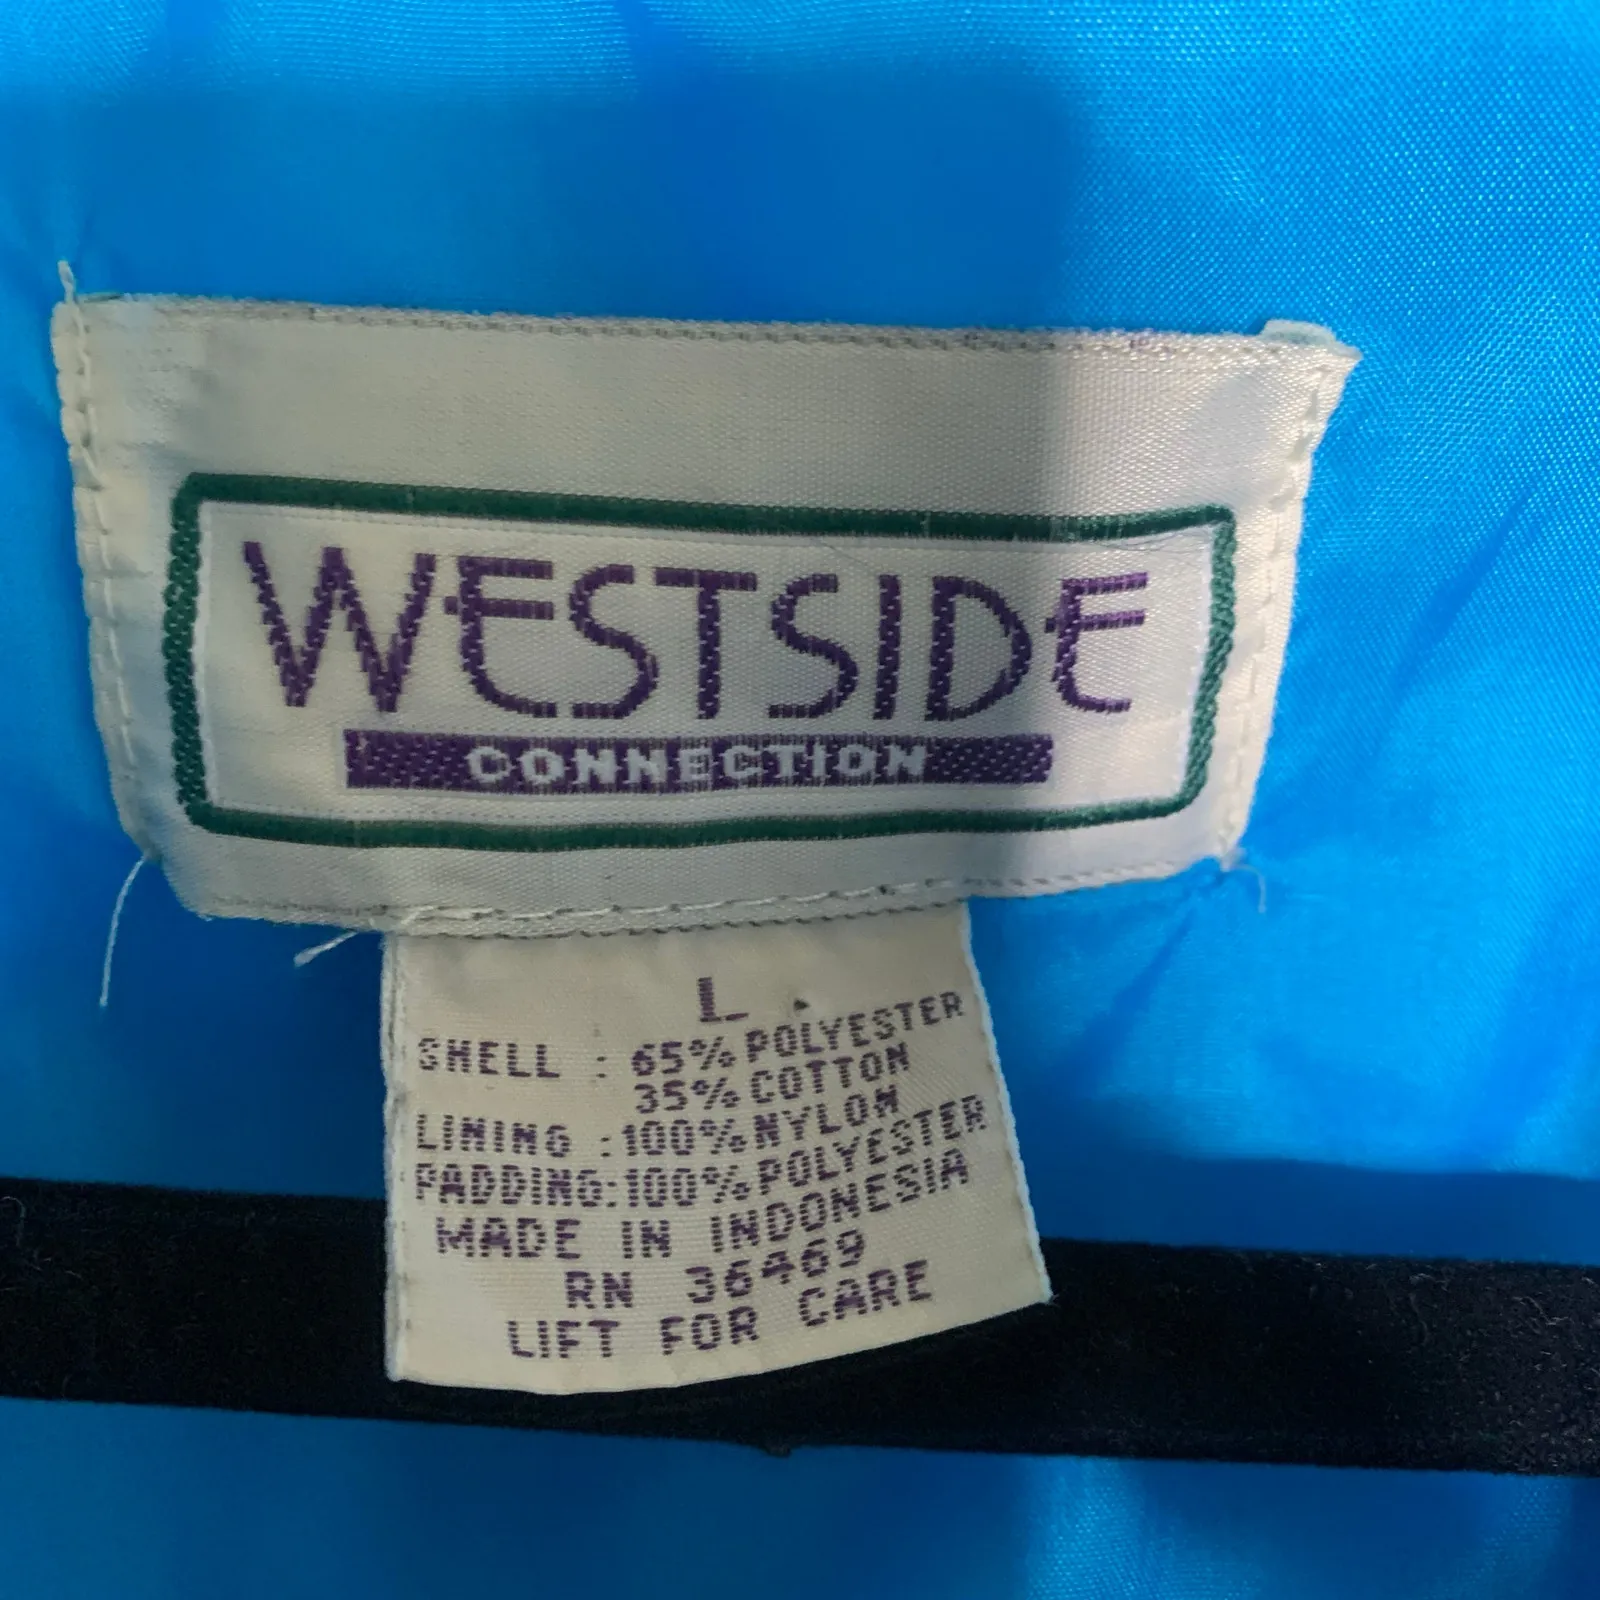 WESTSIDE
CONNECTION
L
SHELL : 65% POLYESTER
35% COTTON
LINING : 100% NYLON
PADDING: 100% POLYESTER
MADE IN INDONESIA
RN 36469
LIFT FOR CARE